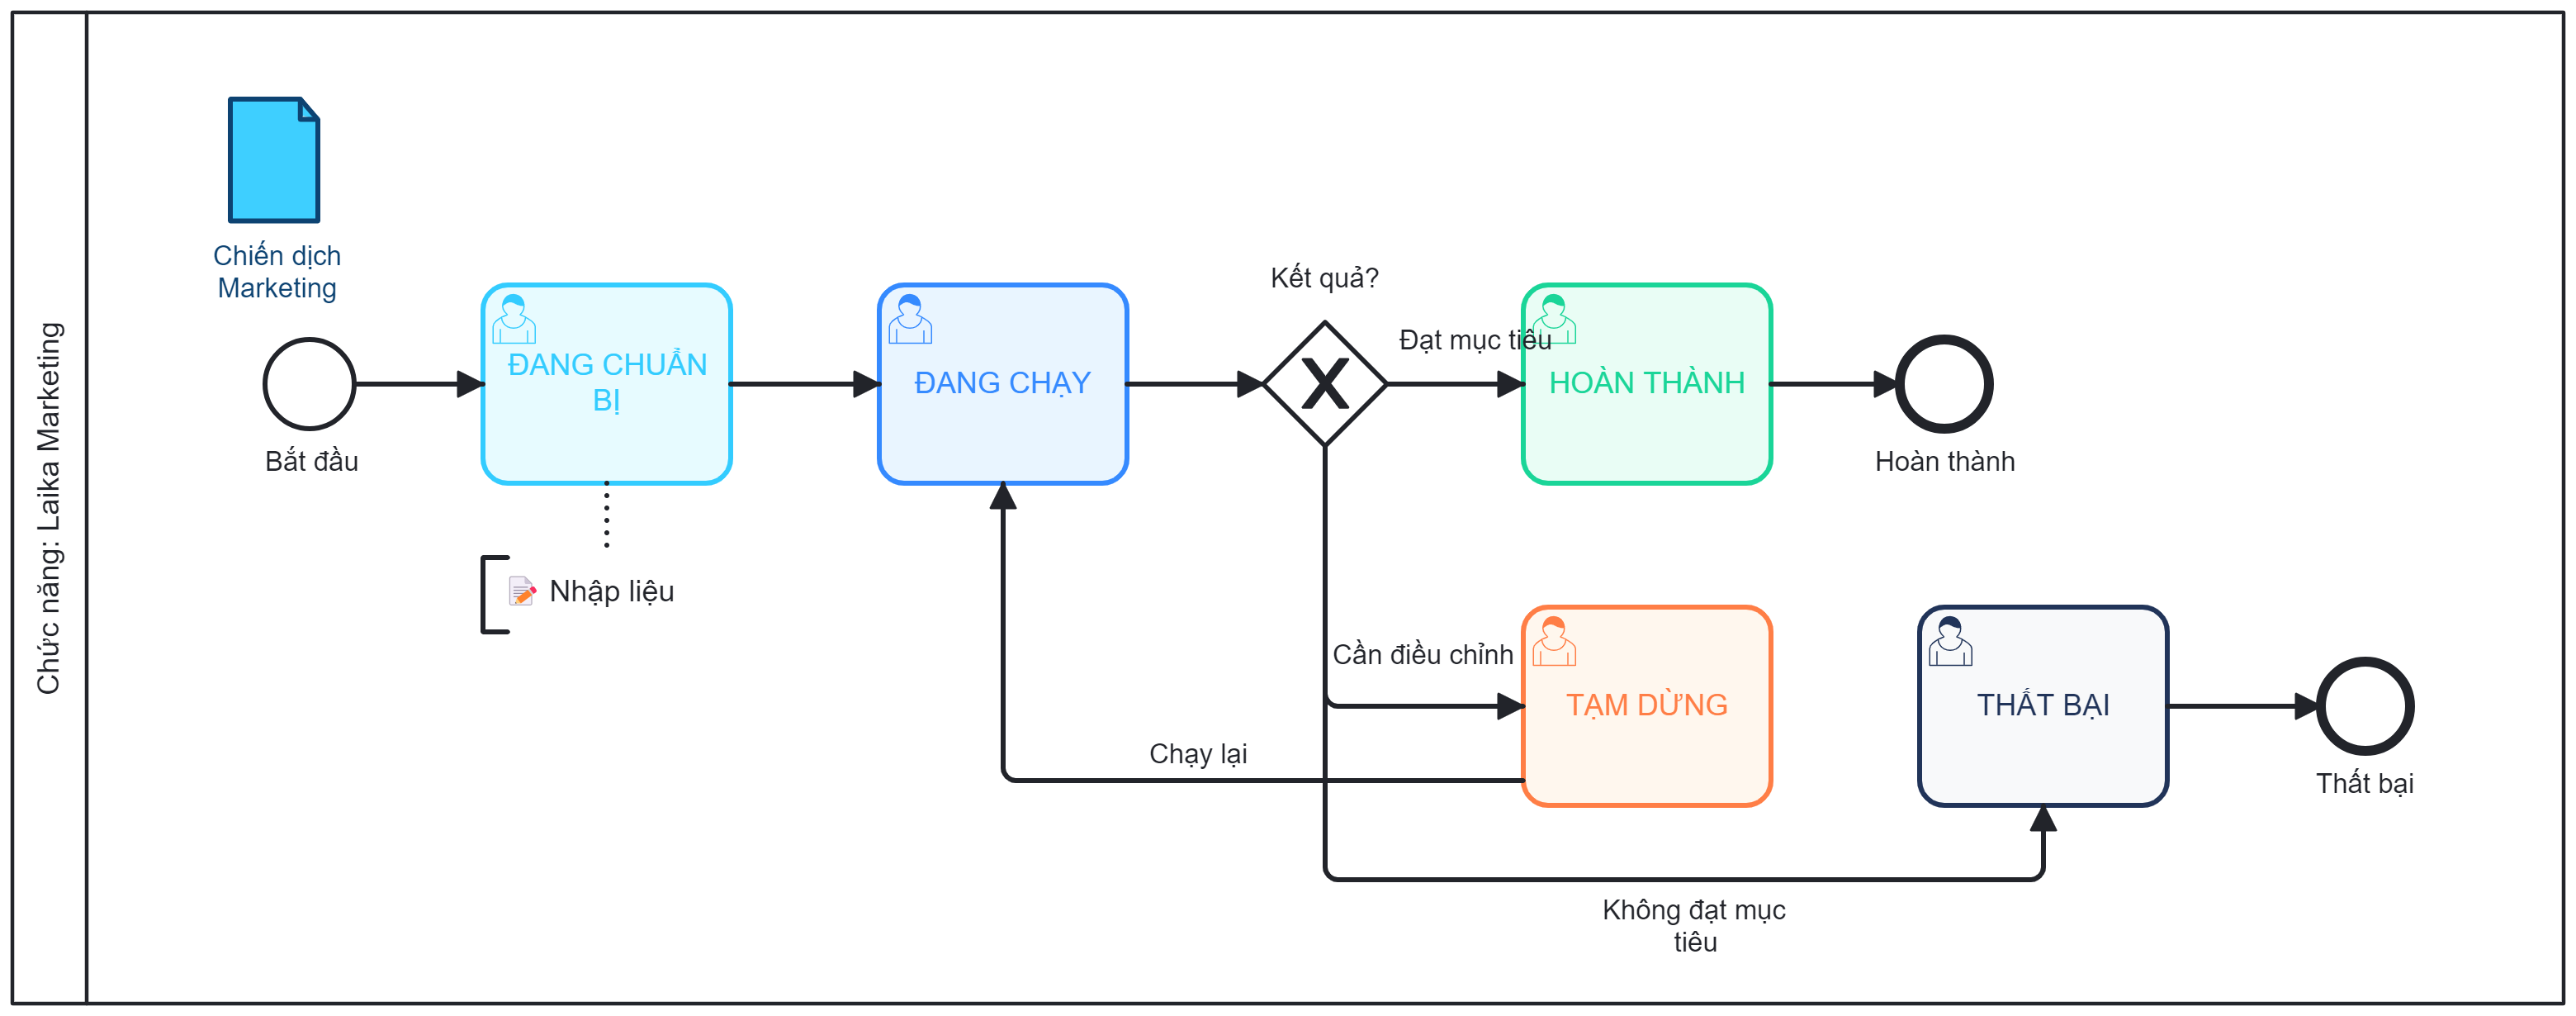 Chức năng: Laika Marketing
Chiến dịch
Marketing
Bắt đầu
ĐANG CHUẨN
BỊ
📝 Nhập liệu
ĐANG CHẠY
Kết quả?
Đạt mục tiêu
HOÀN THÀNH
Hoàn thành
Cần điều chỉnh
TẠM DỪNG
Chạy lại
THẤT BẠI
Thất bại
Không đạt mục
tiêu